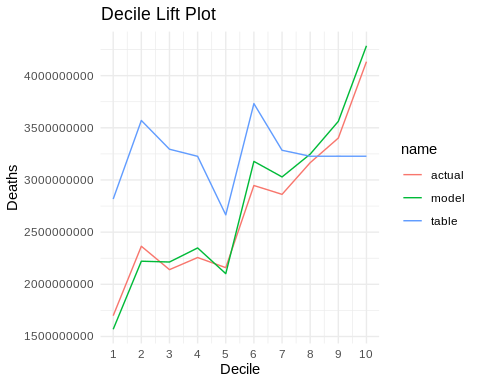 Decile Lift Plot
4000000000
3500000000
3000000000
2500000000
2000000000
1500000000
Deaths
1 2 3 4 5 6 7 8 9 10
Decile
name
actual
model
table